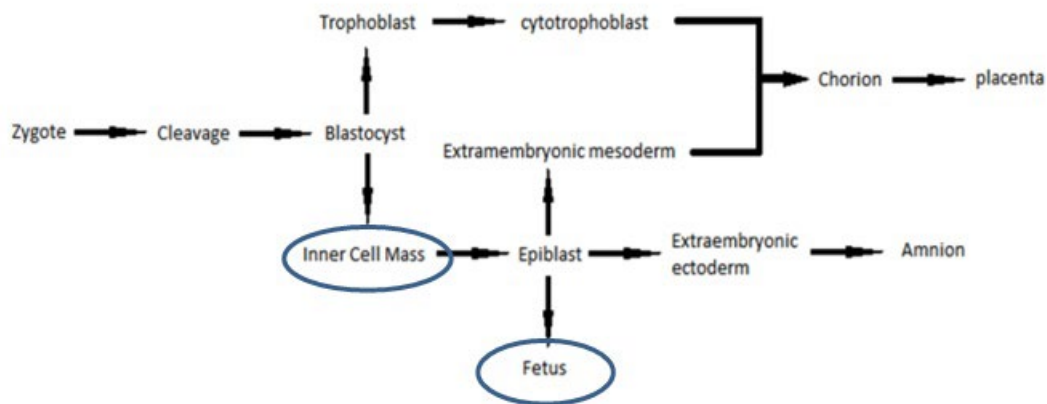 Trophoblast
cytotrophoblast
Chorion
placenta
Zygote
Cleavage
Blastocyst
Extramembryonic mesoderm
Inner Cell Mass
Epiblast
Extraembryonic
ectoderm
Amnion
Fetus